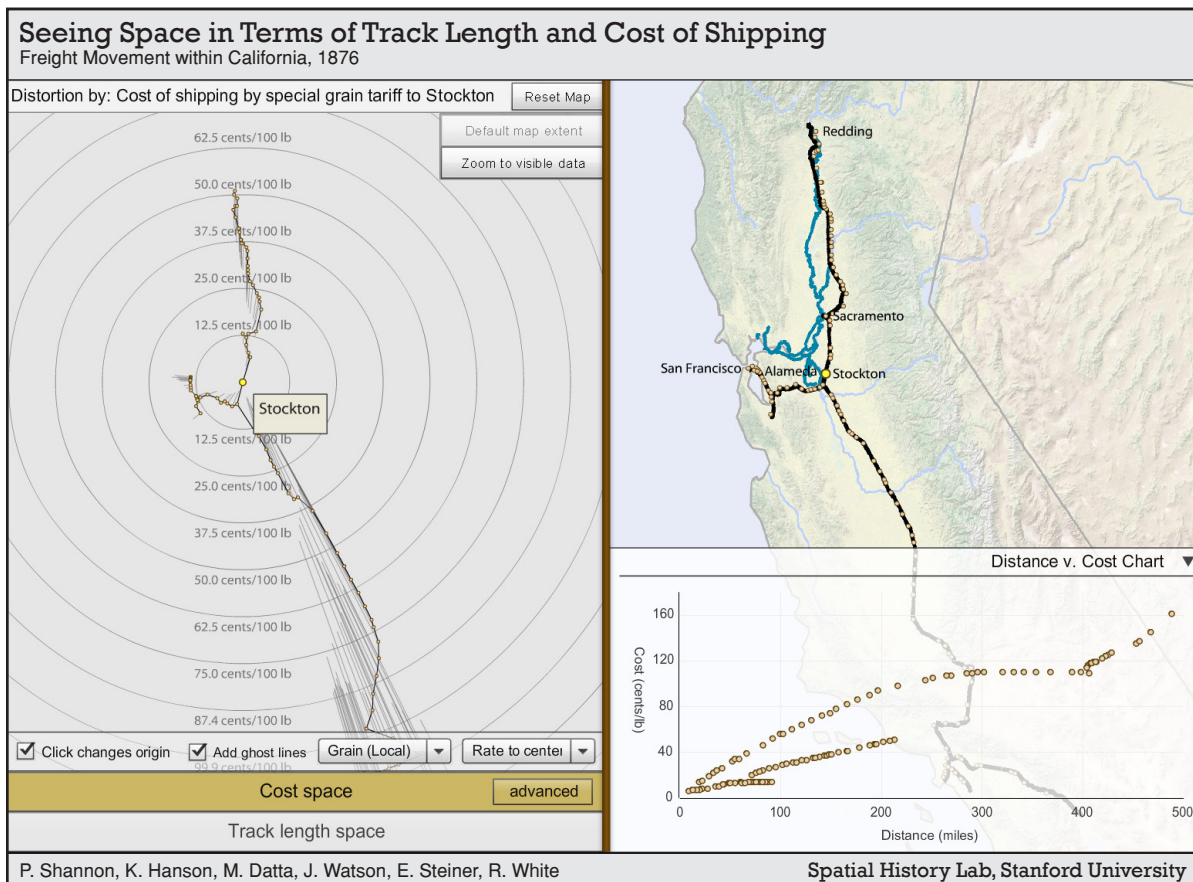 Seeing Space in Terms of Track Length and Cost of Shipping
Freight Movement within California, 1876
Distortion by: Cost of shipping by special grain tariff to Stockton
Reset Map
Default map extent
Zoom to visible data
62.5 cents/100 lb
50.0 cents/100 lb
37.5 cents/100 lb
25.0 cents/100 lb
12.5 cents/100 lb
Stockton
12.5 cents/100 lb
25.0 cents/100 lb
37.5 cents/100 lb
50.0 cents/100 lb
62.5 cents/100 lb
75.0 cents/100 lb
87.4 cents/100 lb
99.9 cents/100 lb
Click changes origin
Add ghost lines
Grain (Local)
Rate to center
Cost space
advanced
Track length space
Redding
Sacramento
San Francisco
Alameda
Stockton
Distance v. Cost Chart
Cost (cents/lb)
160
120
80
40
0
0 100 200 300 400 500
Distance (miles)
P. Shannon, K. Hanson, M. Datta, J. Watson, E. Steiner, R. White
Spatial History Lab, Stanford University